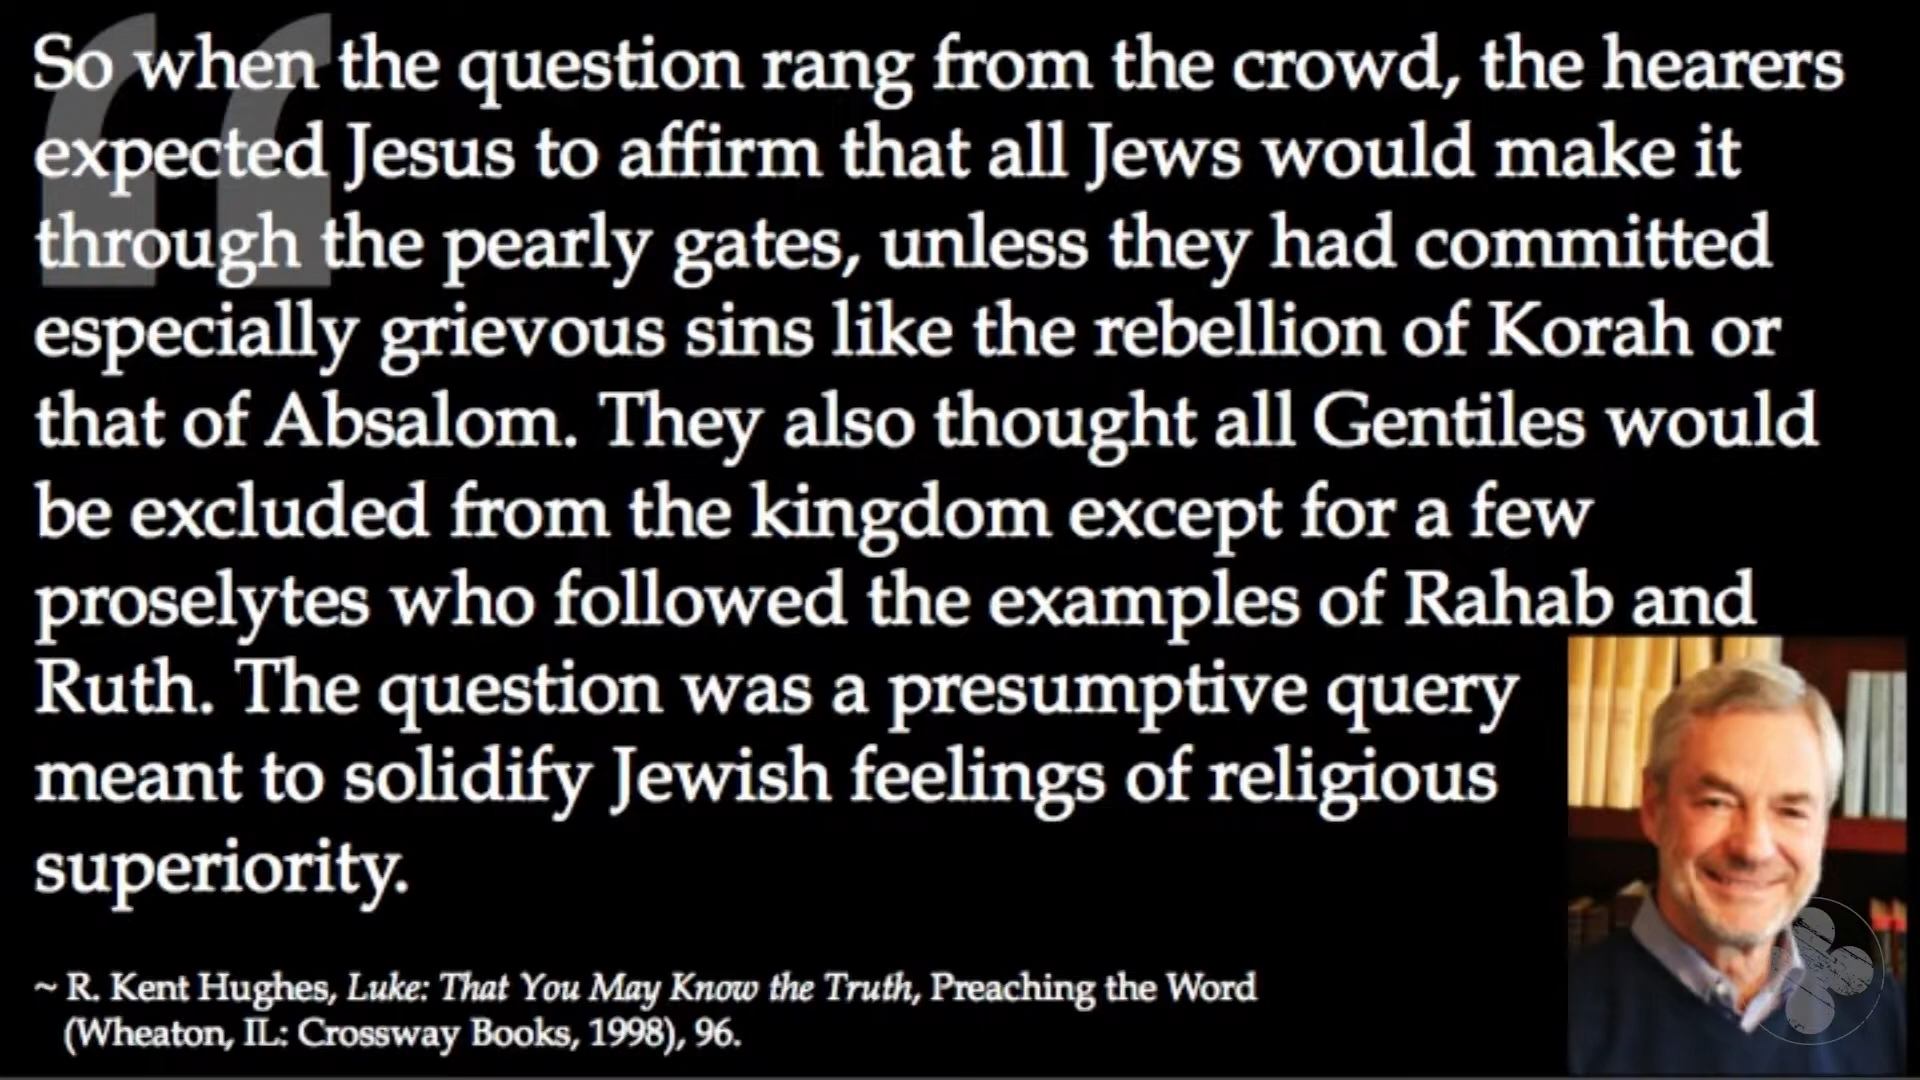 So when the question rang from the crowd, the hearers
expected Jesus to affirm that all Jews would make it
through the pearly gates, unless they had committed
especially grievous sins like the rebellion of Korah or
that of Absalom. They also thought all Gentiles would
be excluded from the kingdom except for a few
proselytes who followed the examples of Rahab and
Ruth. The question was a presumptive query
meant to solidify Jewish feelings of religious
superiority.
~ R. Kent Hughes, Luke: That You May Know the Truth, Preaching the Word
(Wheaton, IL: Crossway Books, 1998), 96.